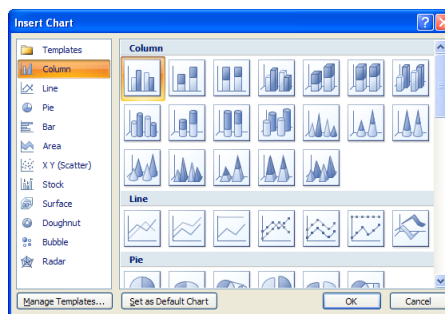 Insert Chart
Templates
Column
Line
Pie
Bar
Area
X Y (Scatter)
Stock
Surface
Doughnut
Bubble
Radar
Column
Line
Pie
Manage Templates...
Set as Default Chart
OK
Cancel